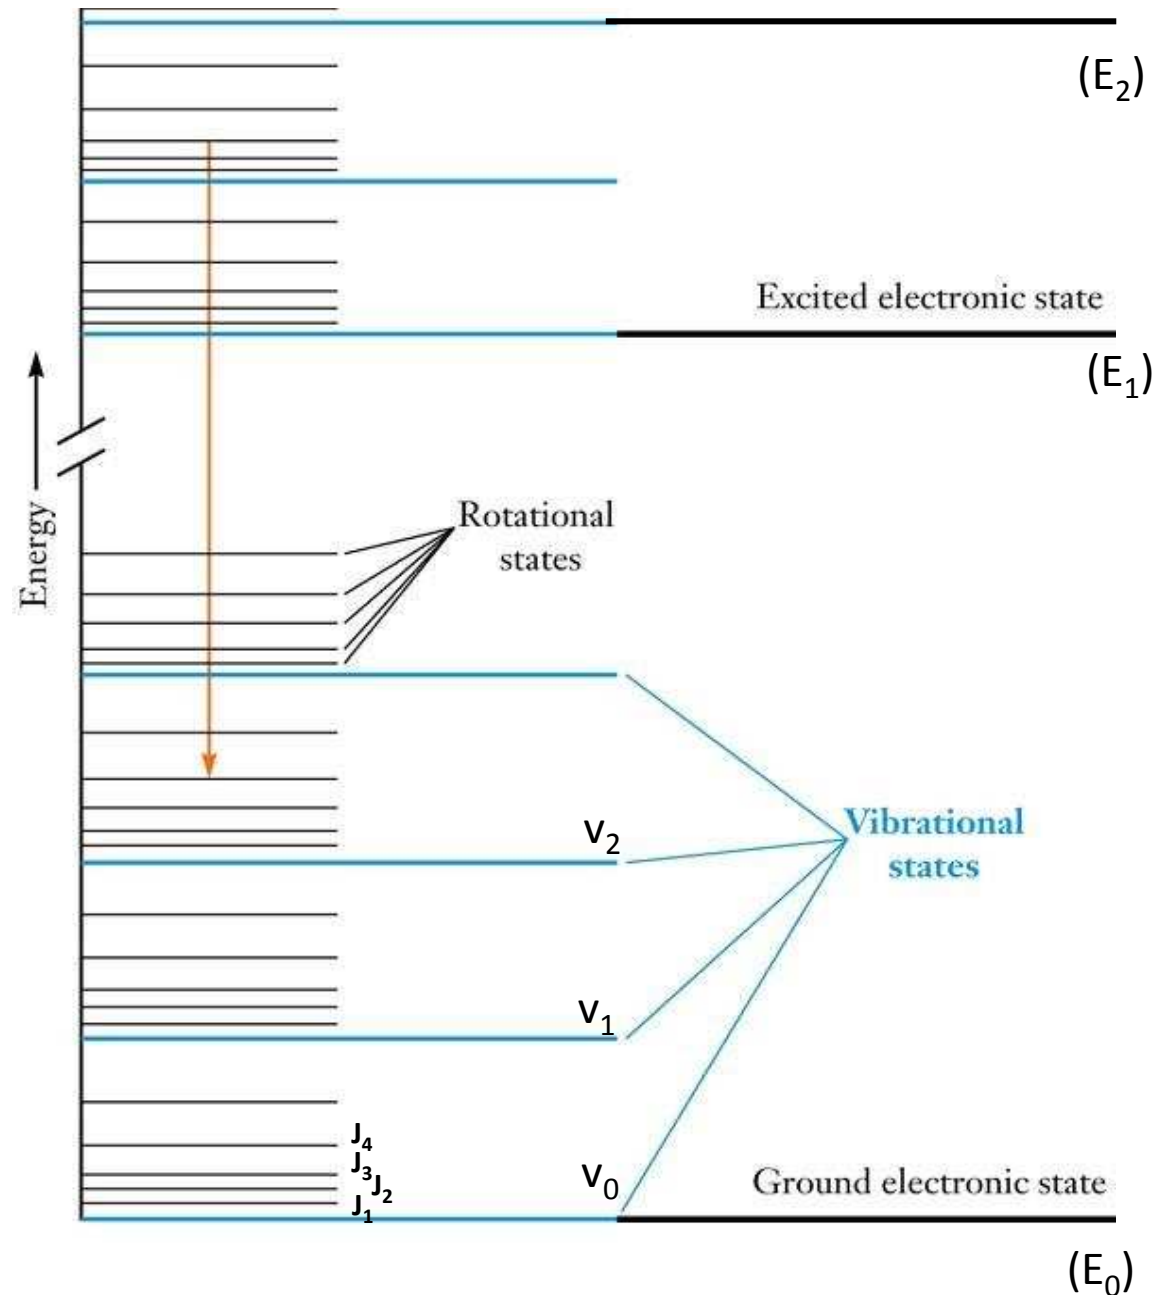 (E₂)
Excited electronic state
(E₁)
Energy
Rotational
states
v₂
Vibrational
states
v₁
J₄
J₃
J₂
J₁
v₀
Ground electronic state
(E₀)